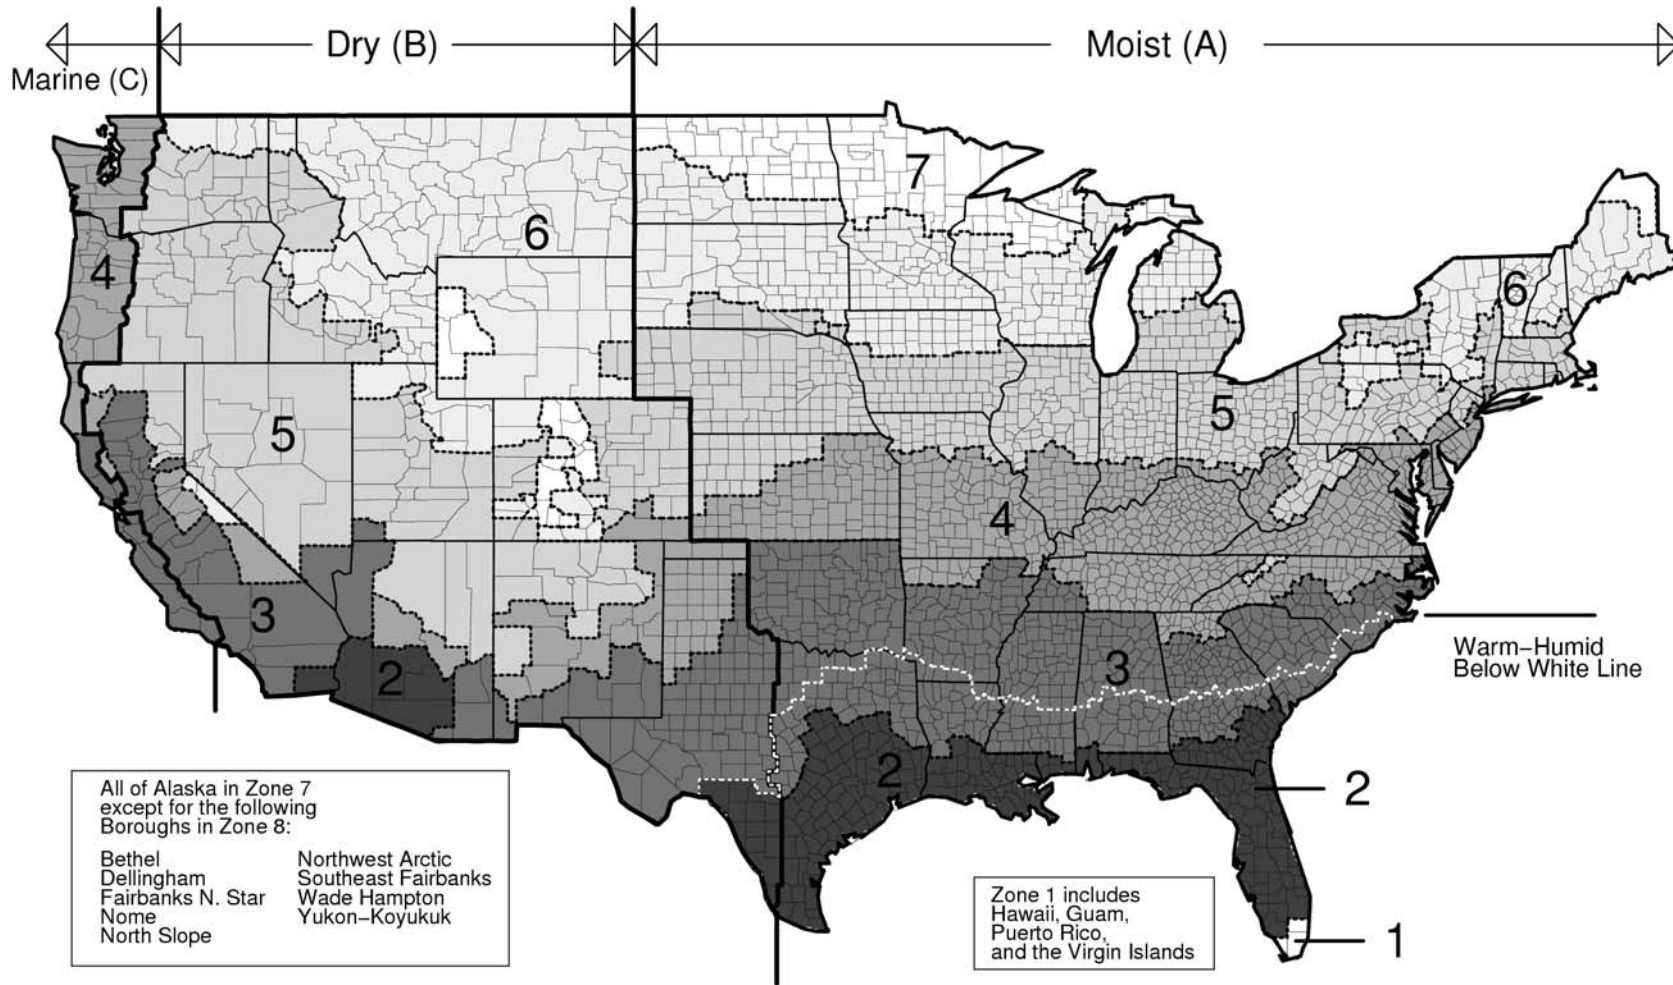 Marine (C)
Dry (B)
Moist (A)
7
6
4
6
5
5
4
3
3
2
2
2
1
Warm-Humid
Below White Line
All of Alaska in Zone 7
except for the following
Boroughs in Zone 8:
Bethel
Dellingham
Fairbanks N. Star
Nome
North Slope
Northwest Arctic
Southeast Fairbanks
Wade Hampton
Yukon-Koyukuk
Zone 1 includes
Hawaii, Guam,
Puerto Rico,
and the Virgin Islands